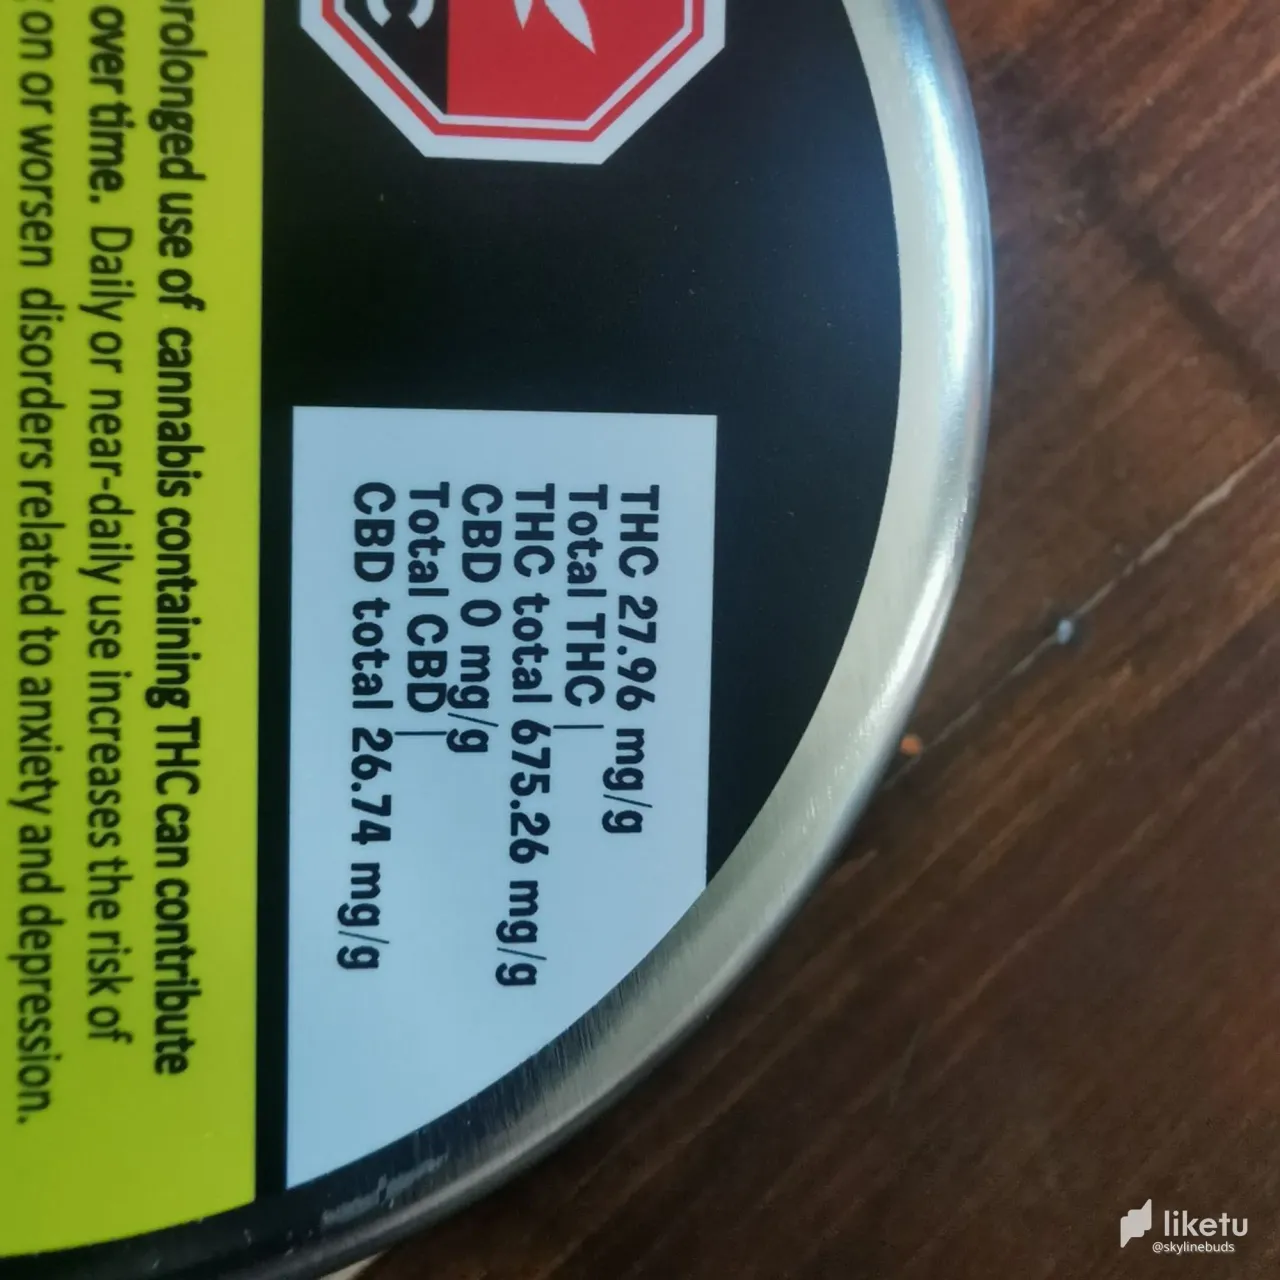 prolonged use of cannabis containing THC can contribute
over time. Daily or near-daily use increases the risk of
on or worsen disorders related to anxiety and depression.
THC 27.96 mg/g
Total THC |
THC total 675.26 mg/g
CBD 0 mg/g
Total CBD |
CBD total 26.74 mg/g
liketu
@skylinebuds